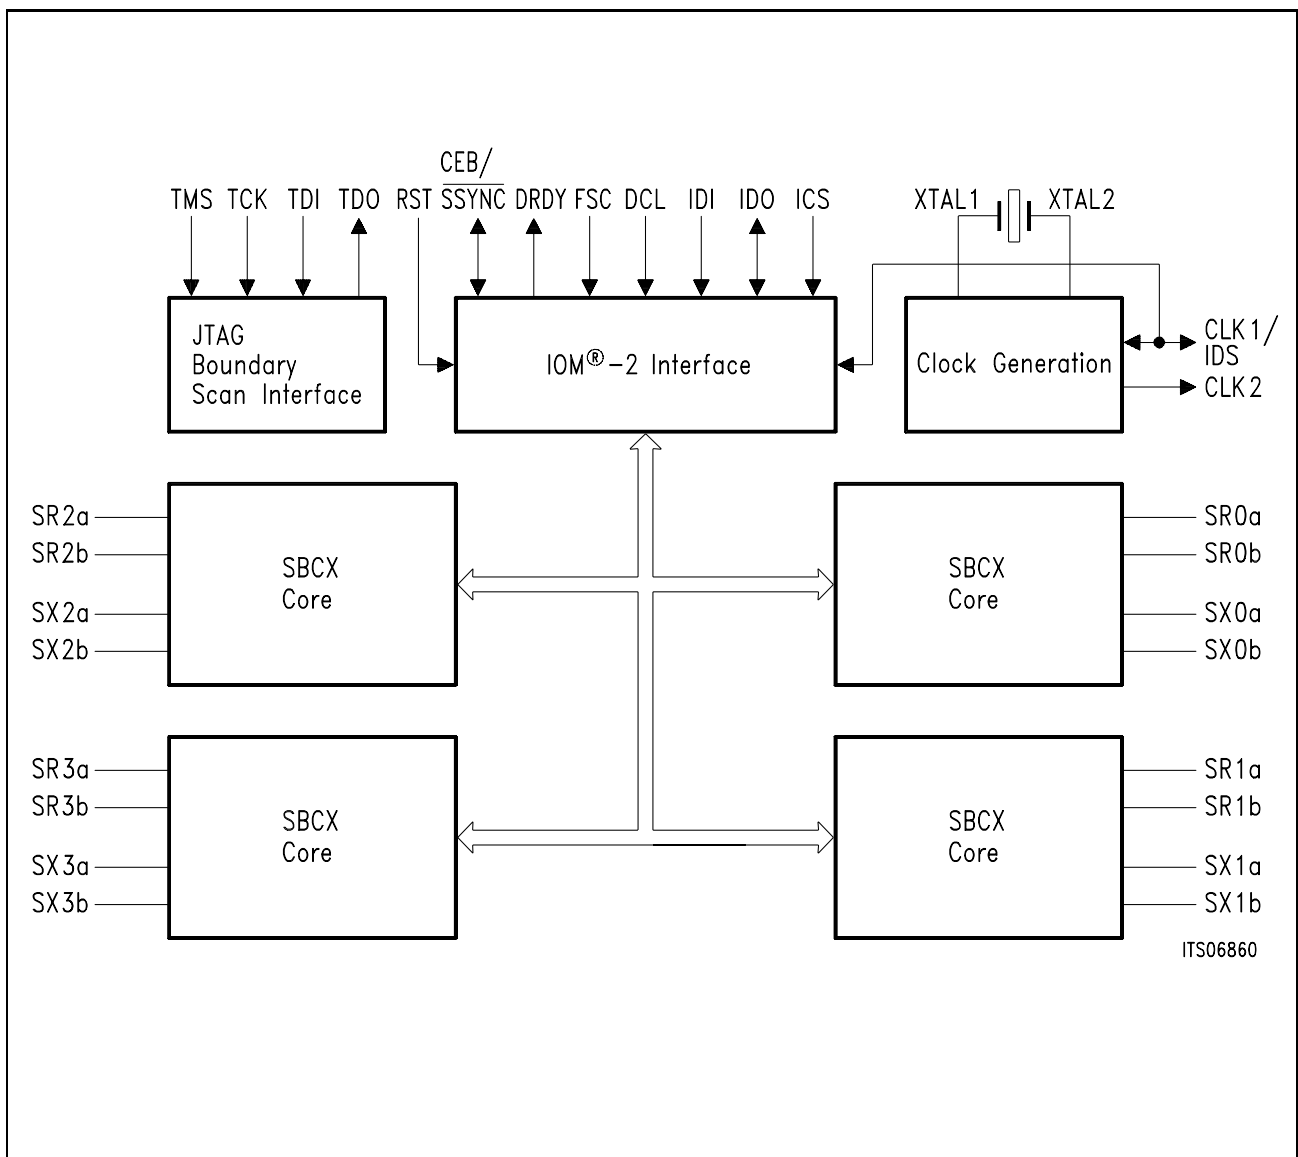 CEB/
TMS TCK TDI TDO RST SSYNC DRDY FSC DCL IDI IDO ICS XTAL1 XTAL2
JTAG
Boundary
Scan Interface
IOM®-2 Interface
Clock Generation
CLK1/
IDS
CLK2
SR2a
SR2b
SX2a
SX2b
SBCX
Core
SBCX
Core
SR0a
SR0b
SX0a
SX0b
SR3a
SR3b
SX3a
SX3b
SBCX
Core
SBCX
Core
SR1a
SR1b
SX1a
SX1b
ITS06860